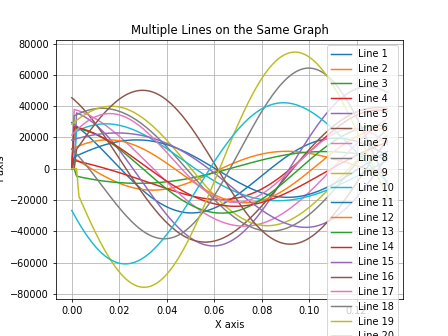 Multiple Lines on the Same Graph
80000
60000
40000
20000
0
−20000
−40000
−60000
−80000
0.00
0.02
0.04
0.06
0.08
0.10
X axis
Line 1
Line 2
Line 3
Line 4
Line 5
Line 6
Line 7
Line 8
Line 9
Line 10
Line 11
Line 12
Line 13
Line 14
Line 15
Line 16
Line 17
Line 18
Line 19
Line 20